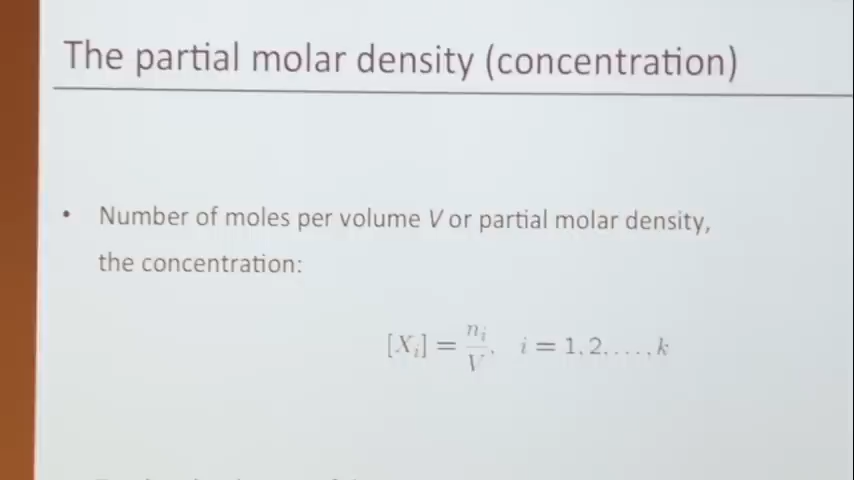 The partial molar density (concentration)
• Number of moles per volume V or partial molar density,
the concentration:
[X_i] = n_i/V, i = 1, 2, ..., k